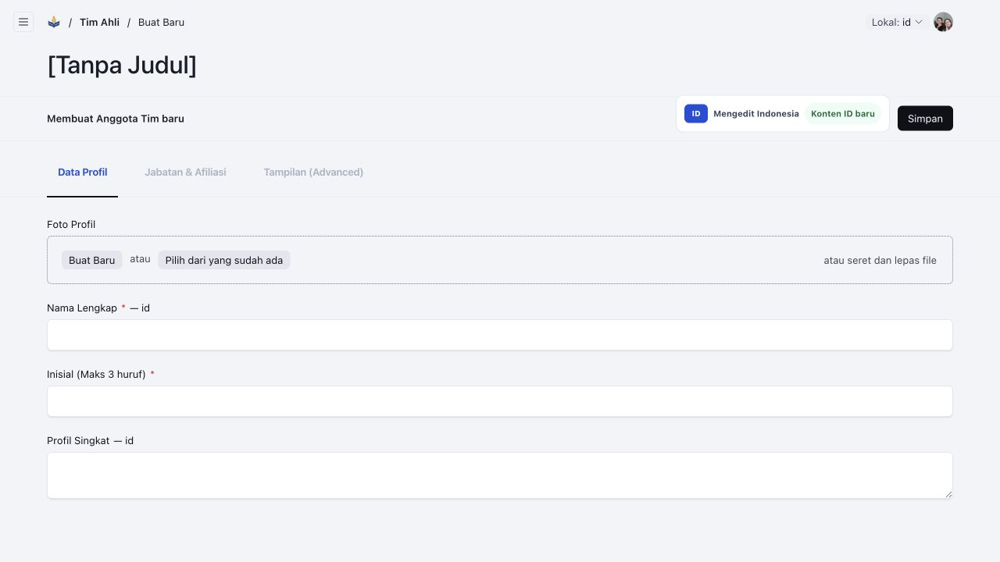 / Tim Ahli / Buat Baru
Lokal: id
[Tanpa Judul]
Membuat Anggota Tim baru
ID Mengedit Indonesia Konten ID baru
Simpan
Data Profil Jabatan & Afiliasi Tampilan (Advanced)
Foto Profil
Buat Baru atau Pilih dari yang sudah ada atau seret dan lepas file
Nama Lengkap * — id
Inisial (Maks 3 huruf) *
Profil Singkat — id